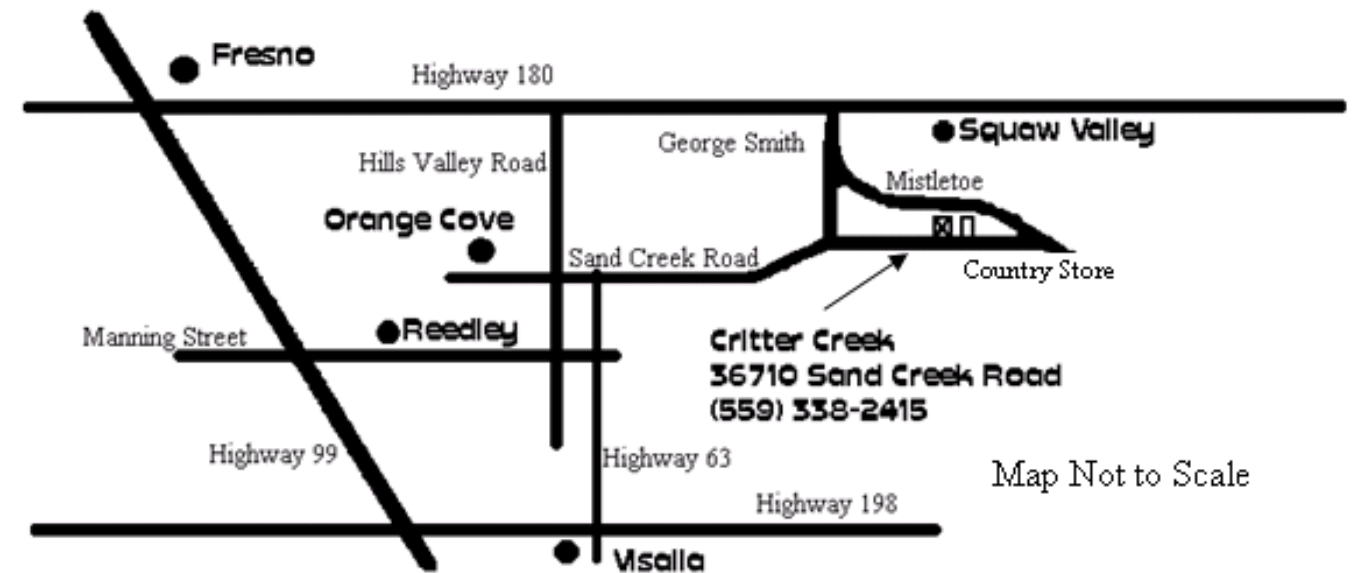 Fresno
Highway 180
Squaw Valley
George Smith
Hills Valley Road
Mistletoe
Orange Cove
Sand Creek Road
Country Store
Manning Street
Reedley
Critter Creek
36710 Sand Creek Road
(559) 338-2415
Highway 99
Highway 63
Map Not to Scale
Highway 198
Visalia